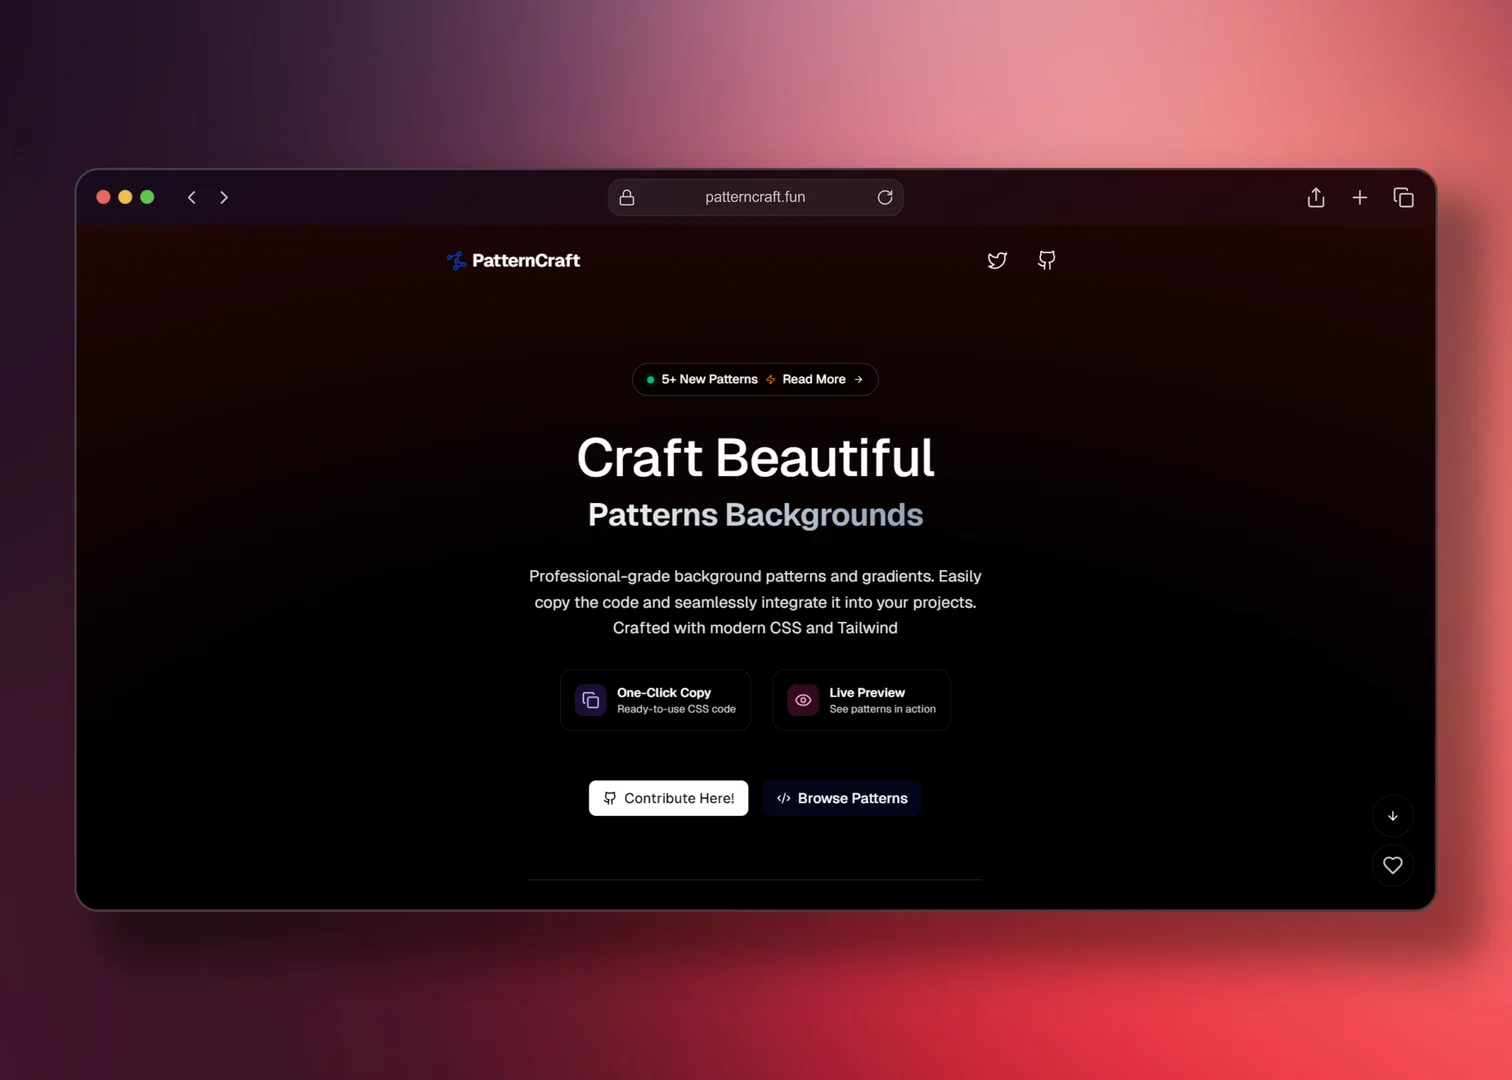 patterncraft.fun
PatternCraft
5+ New Patterns Read More →
Craft Beautiful
Patterns Backgrounds
Professional-grade background patterns and gradients. Easily
copy the code and seamlessly integrate it into your projects.
Crafted with modern CSS and Tailwind
One-Click Copy
Ready-to-use CSS code
Live Preview
See patterns in action
Contribute Here!
</> Browse Patterns